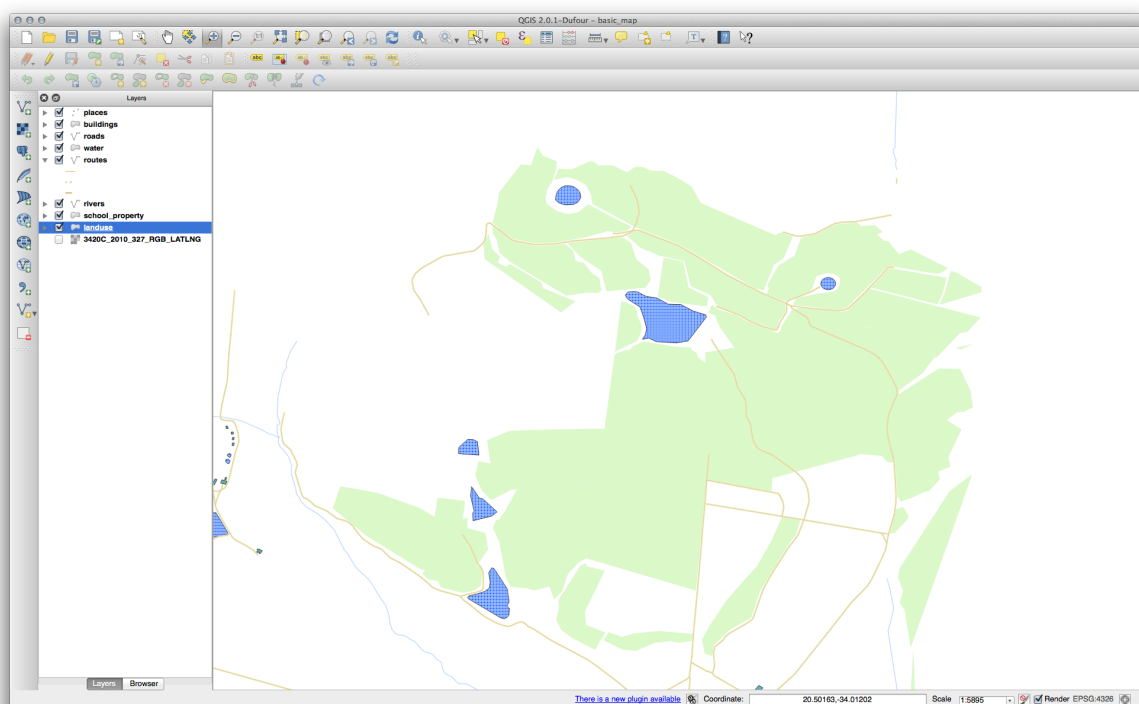 QGIS 2.0.1-Dufour – basic_map
Layers
places
buildings
roads
water
routes
rivers
school_property
landuse
3420C_2010_327_RGB_LATLNG
Layers Browser
There is a new plugin available Coordinate: 20.50163,-34.01202 Scale 1:5895 Render EPSG:4326